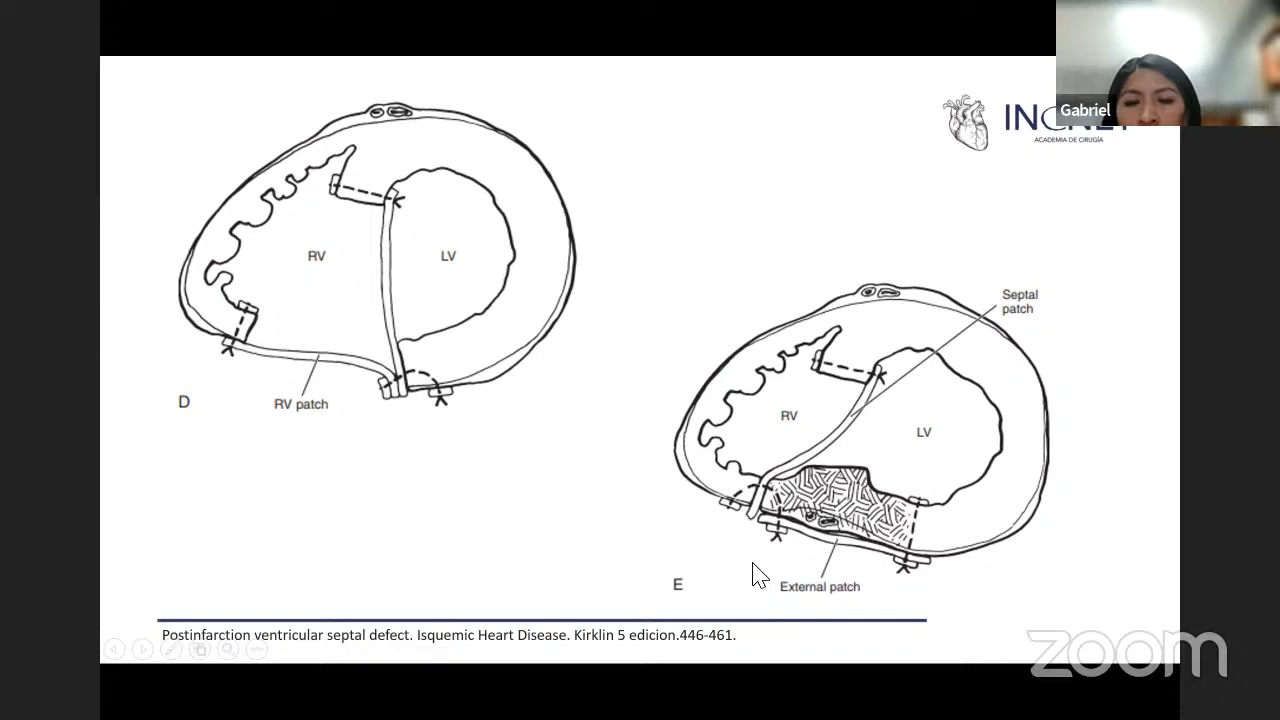 Gabriel
ACADEMIA DE CIRUGÍA
RV
LV
RV patch
D
Septal
patch
RV
LV
External patch
E
Postinfarction ventricular septal defect. Isquemic Heart Disease. Kirklin 5 edicion.446-461.
zoom